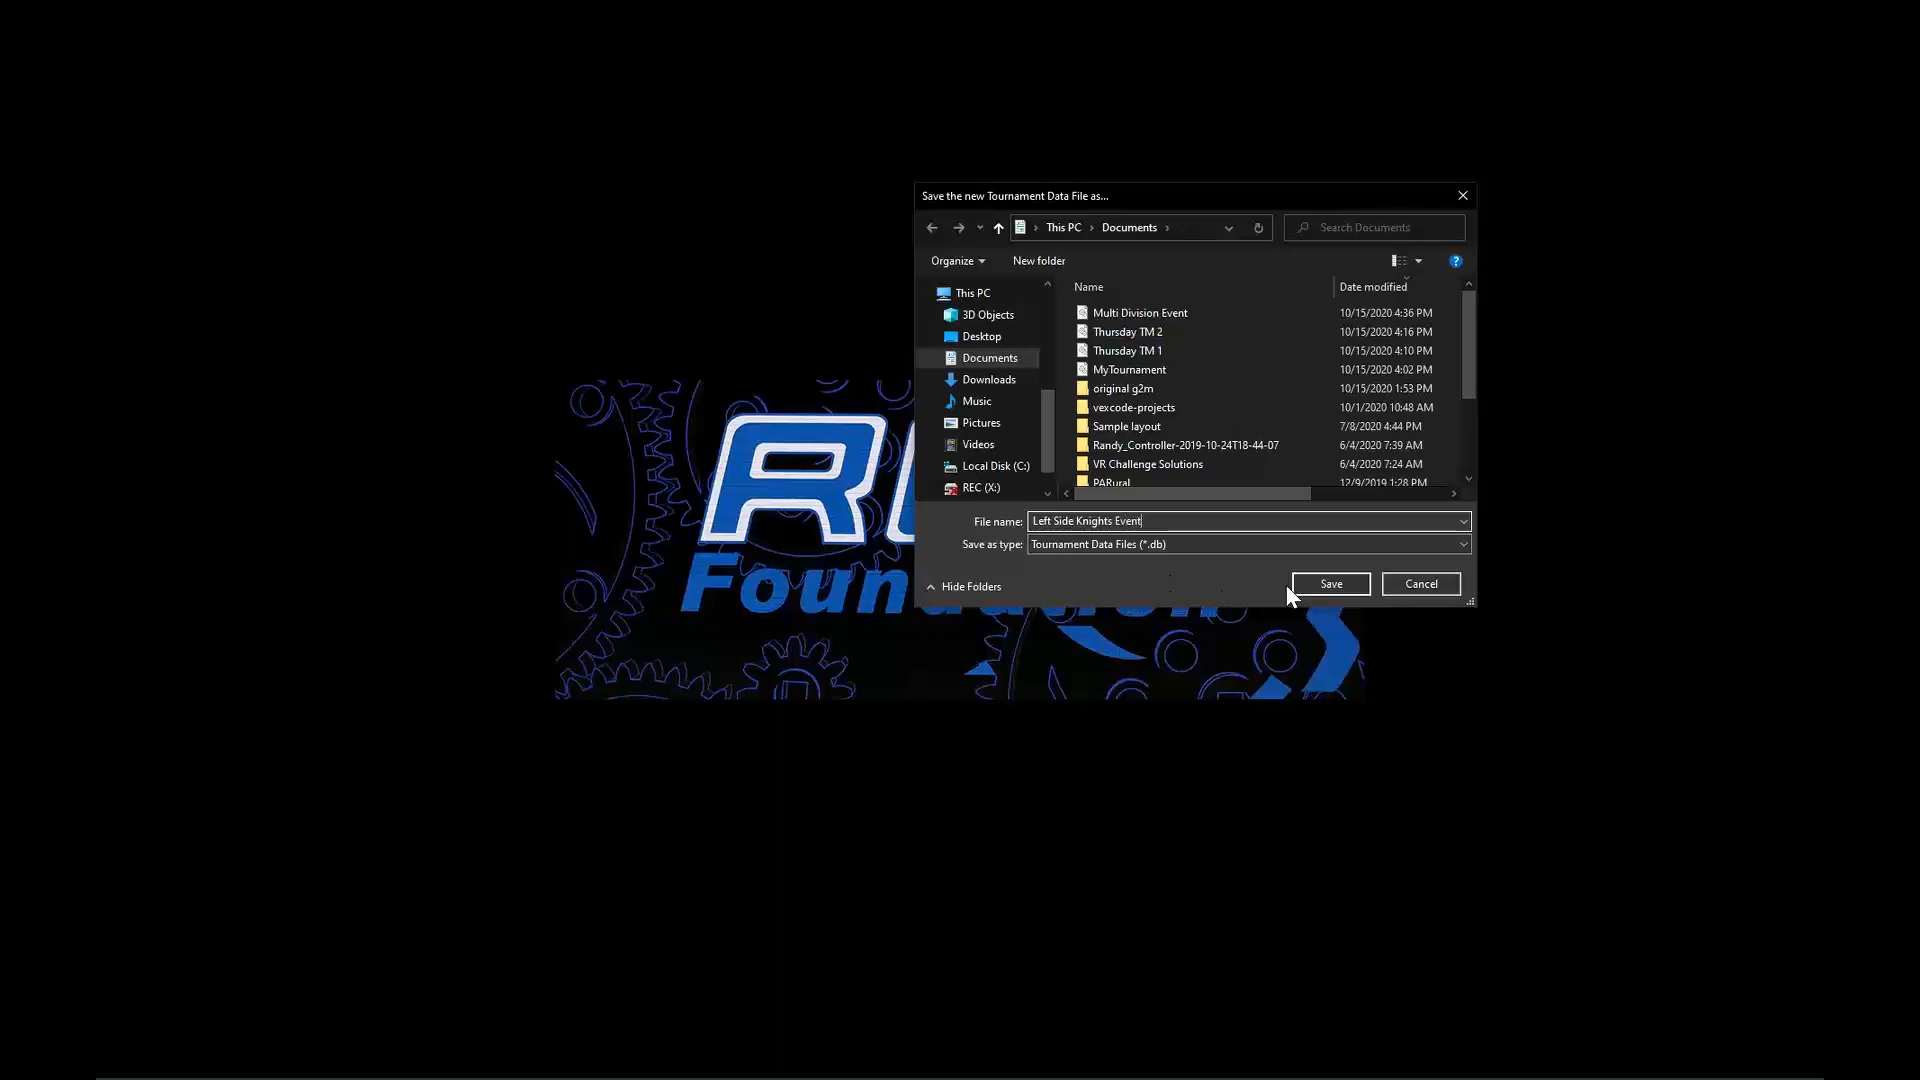 Save the new Tournament Data File as...
This PC › Documents ›
Search Documents
Organize
New folder
?
Name
Date modified
This PC
3D Objects
Desktop
Documents
Downloads
Music
Pictures
Videos
Local Disk (C:)
REC (X:)
Multi Division Event 10/15/2020 4:36 PM
Thursday TM 2 10/15/2020 4:16 PM
Thursday TM 1 10/15/2020 4:10 PM
MyTournament 10/15/2020 4:02 PM
original g2m 10/15/2020 1:53 PM
vexcode-projects 10/1/2020 10:48 AM
Sample layout 7/8/2020 4:44 PM
Randy_Controller-2019-10-24T18-44-07 6/4/2020 7:39 AM
VR Challenge Solutions 6/4/2020 7:24 AM
PARural 12/9/2019 1:28 PM
File name: Left Side Knights Event
Save as type: Tournament Data Files (*.db)
Hide Folders
Save
Cancel
R
Foun